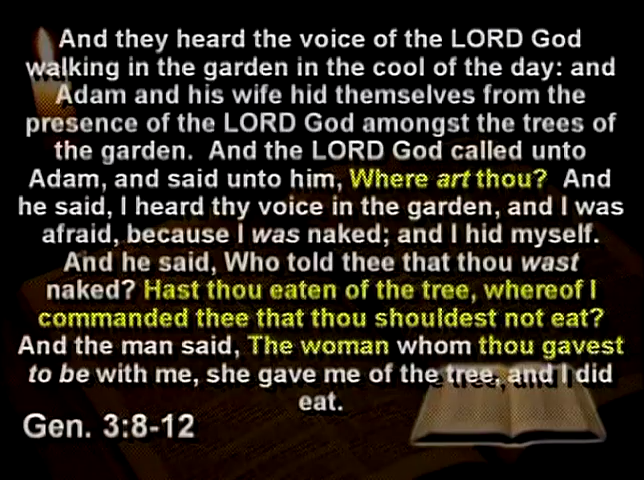 And they heard the voice of the LORD God
walking in the garden in the cool of the day: and
Adam and his wife hid themselves from the
presence of the LORD God amongst the trees of
the garden.  And the LORD God called unto
Adam, and said unto him, Where art thou?  And
he said, I heard thy voice in the garden, and I was
afraid, because I was naked; and I hid myself.
And he said, Who told thee that thou wast
naked? Hast thou eaten of the tree, whereof I
commanded thee that thou shouldest not eat?
And the man said, The woman whom thou gavest
to be with me, she gave me of the tree, and I did
eat.
Gen. 3:8-12